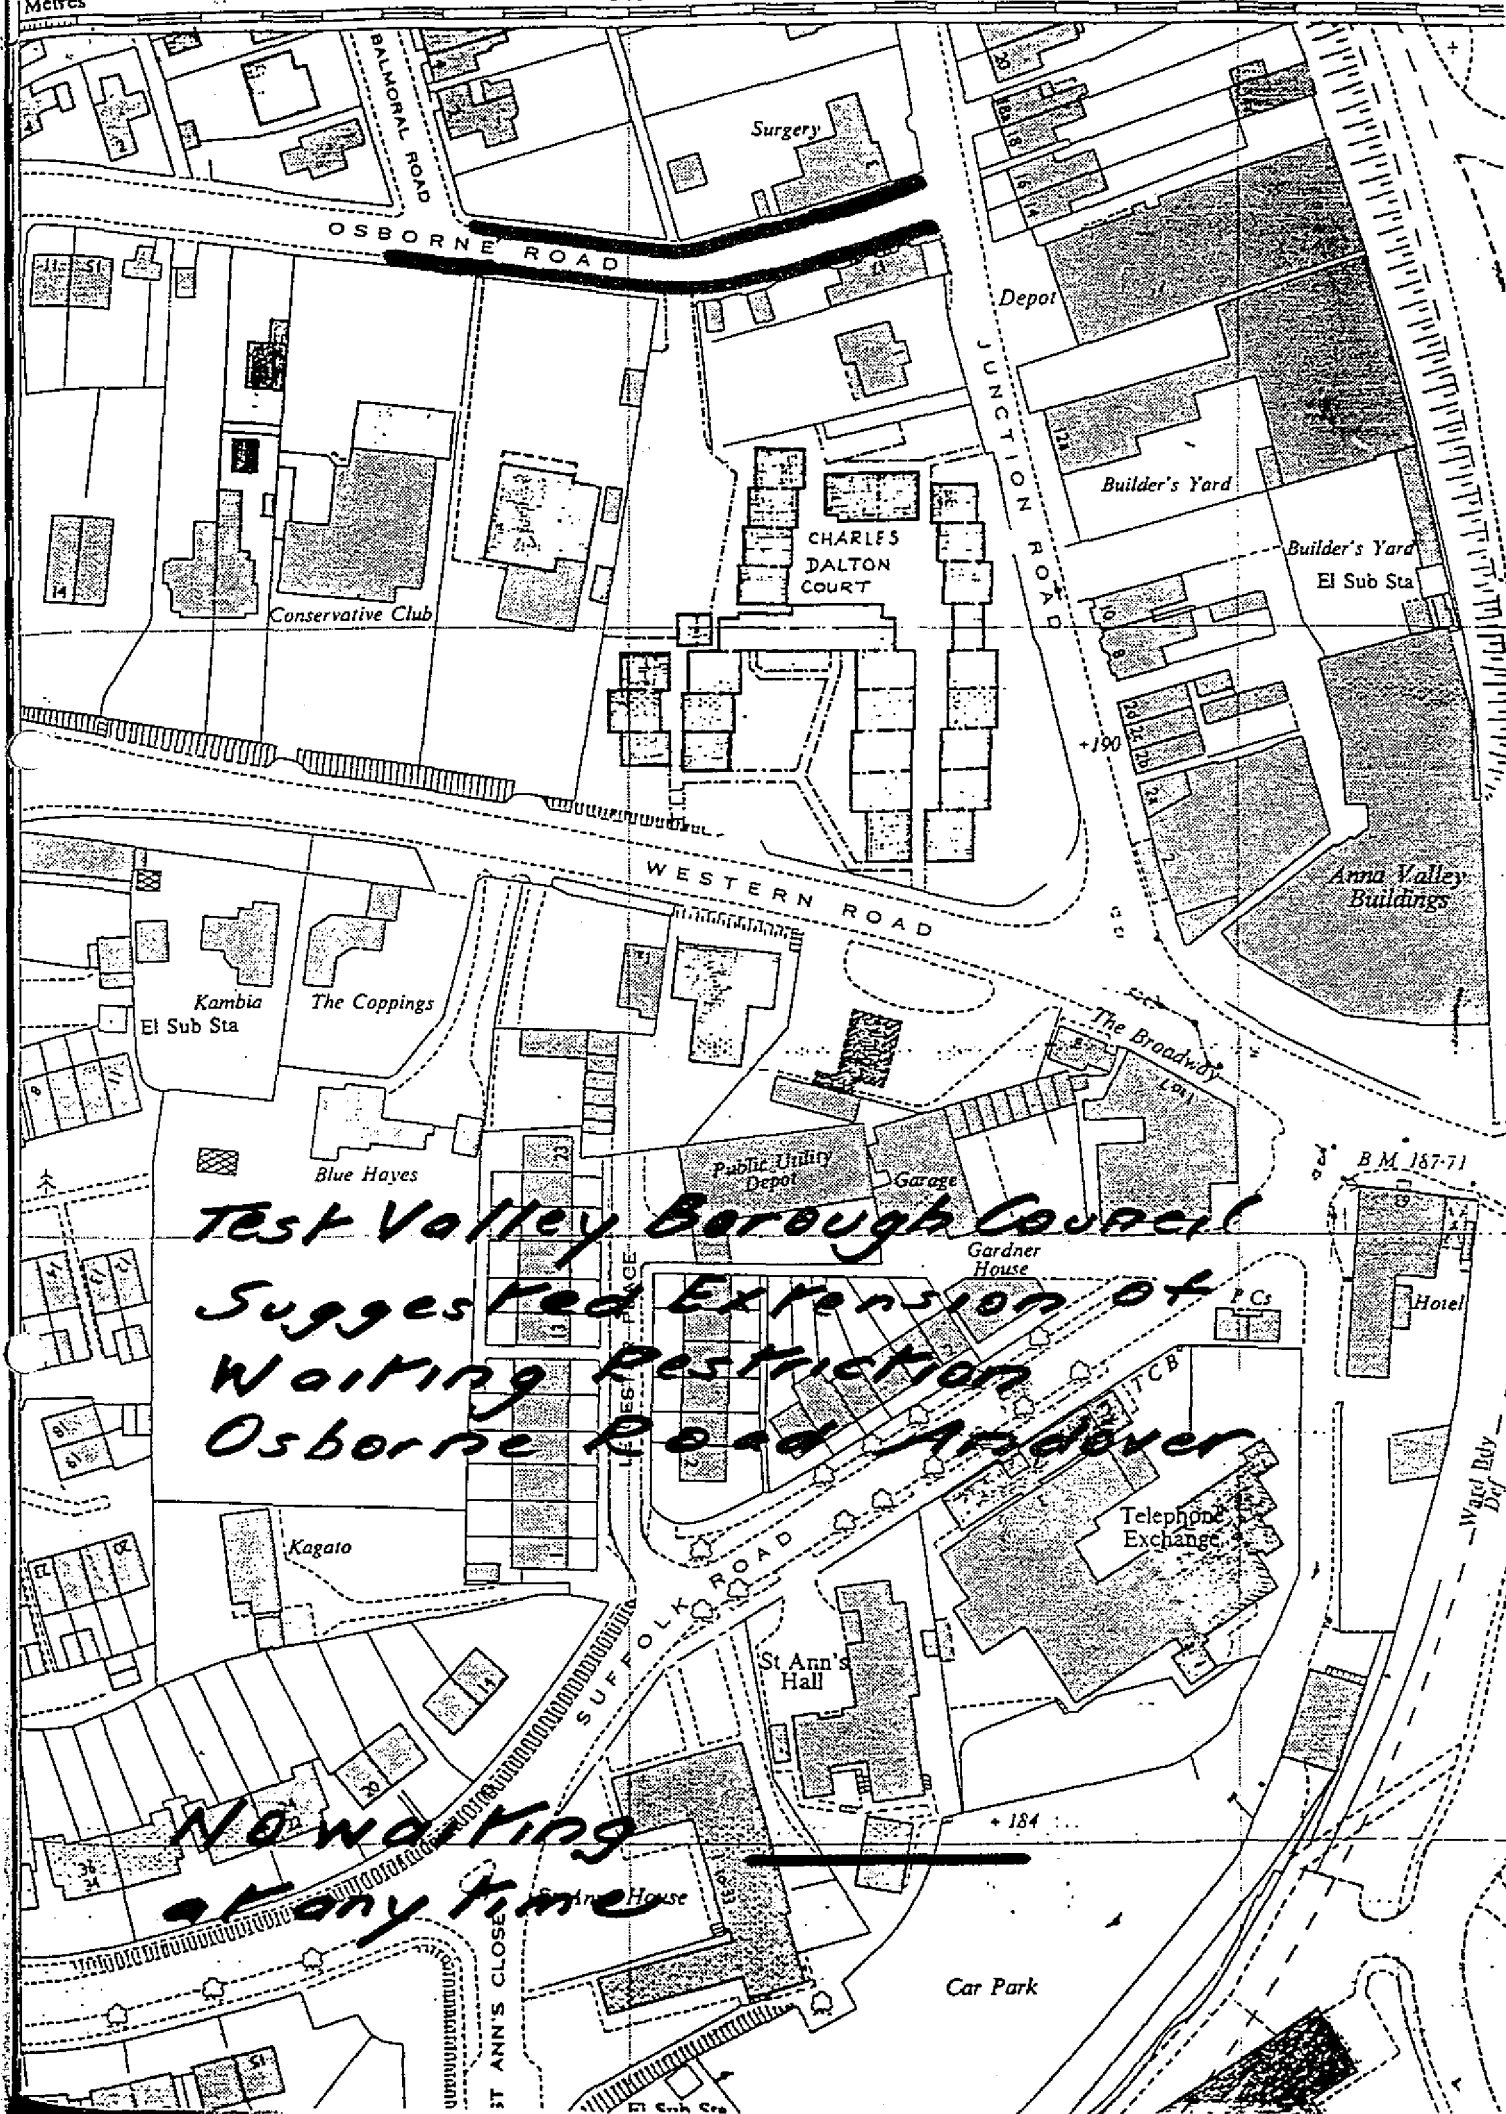 Metres
BALMORAL ROAD
Surgery
OSBORNE ROAD
Depot
JUNCTION ROAD
Builder's Yard
Builder's Yard
El Sub Sta
CHARLES
DALTON
COURT
Conservative Club
+190
WESTERN ROAD
Anna Valley
Buildings
Kambia
El Sub Sta
The Coppings
The Broadway
Blue Hayes
Public Utility
Depot
Garage
B M 187·71
Test Valley Borough Council
Gardner
House
Suggested Extension of
P Cs
Hotel
Waiting Restriction
TCB
Osborne Road Andover
Telephone
Exchange
Ward Bdy
Def
Kagato
SUFFOLK ROAD
St Ann's
Hall
No waiting
+ 184
at any time
House
ST ANN'S CLOSE
Car Park
El Sub Sta